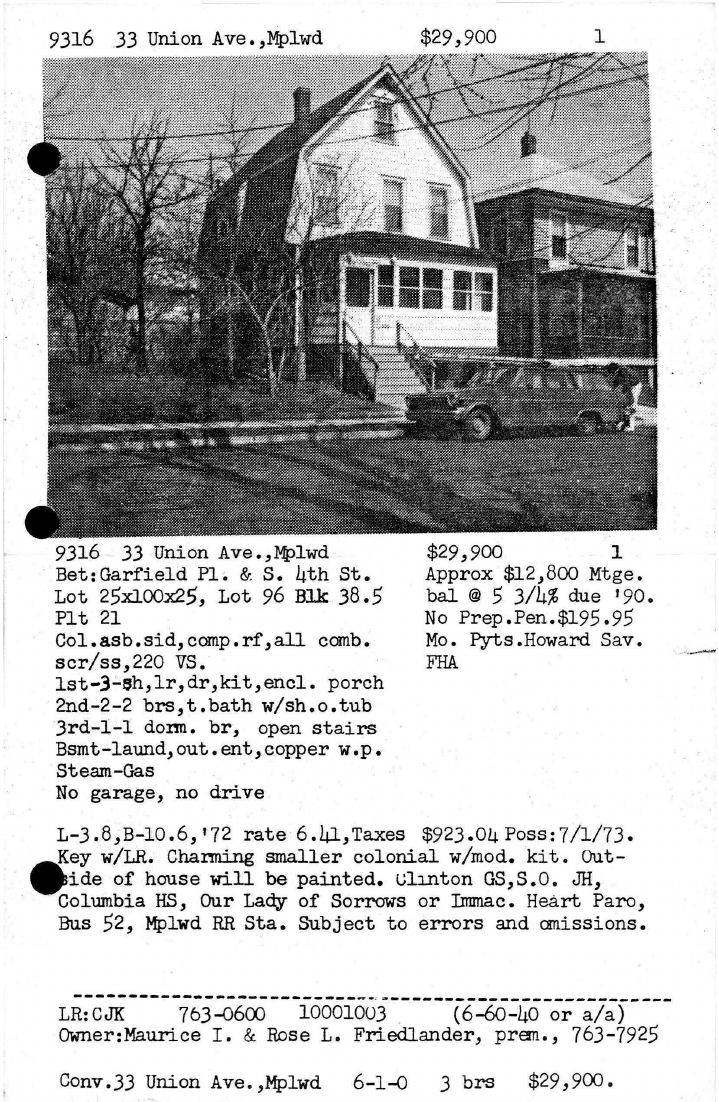 9316 33 Union Ave.,Mplwd $29,900 1
9316 33 Union Ave.,Mplwd $29,900 1
Bet:Garfield Pl. & S. 4th St. Approx $12,800 Mtge.
Lot 25x100x25, Lot 96 Blk 38.5 bal @ 5 3/4% due '90.
Plt 21 No Prep.Pen.$195.95
Col.asb.sid,comp.rf,all comb. Mo. Pyts.Howard Sav.
scr/ss,220 VS. FHA
1st-3-sh,lr,dr,kit,encl. porch
2nd-2-2 brs,t.bath w/sh.o.tub
3rd-1-1 dorm. br, open stairs
Bsmt-laund,out.ent,copper w.p.
Steam-Gas
No garage, no drive
L-3.8,B-10.6,'72 rate 6.41,Taxes $923.04 Poss:7/1/73.
Key w/LR. Charming smaller colonial w/mod. kit. Out-
side of house will be painted. Clinton GS,S.O. JH,
Columbia HS, Our Lady of Sorrows or Immac. Heart Paro,
Bus 52, Mplwd RR Sta. Subject to errors and omissions.
LR:CJK 763-0600 10001003 (6-60-40 or a/a)
Owner:Maurice I. & Rose L. Friedlander, prem., 763-7925
Conv.33 Union Ave.,Mplwd 6-1-0 3 brs $29,900.